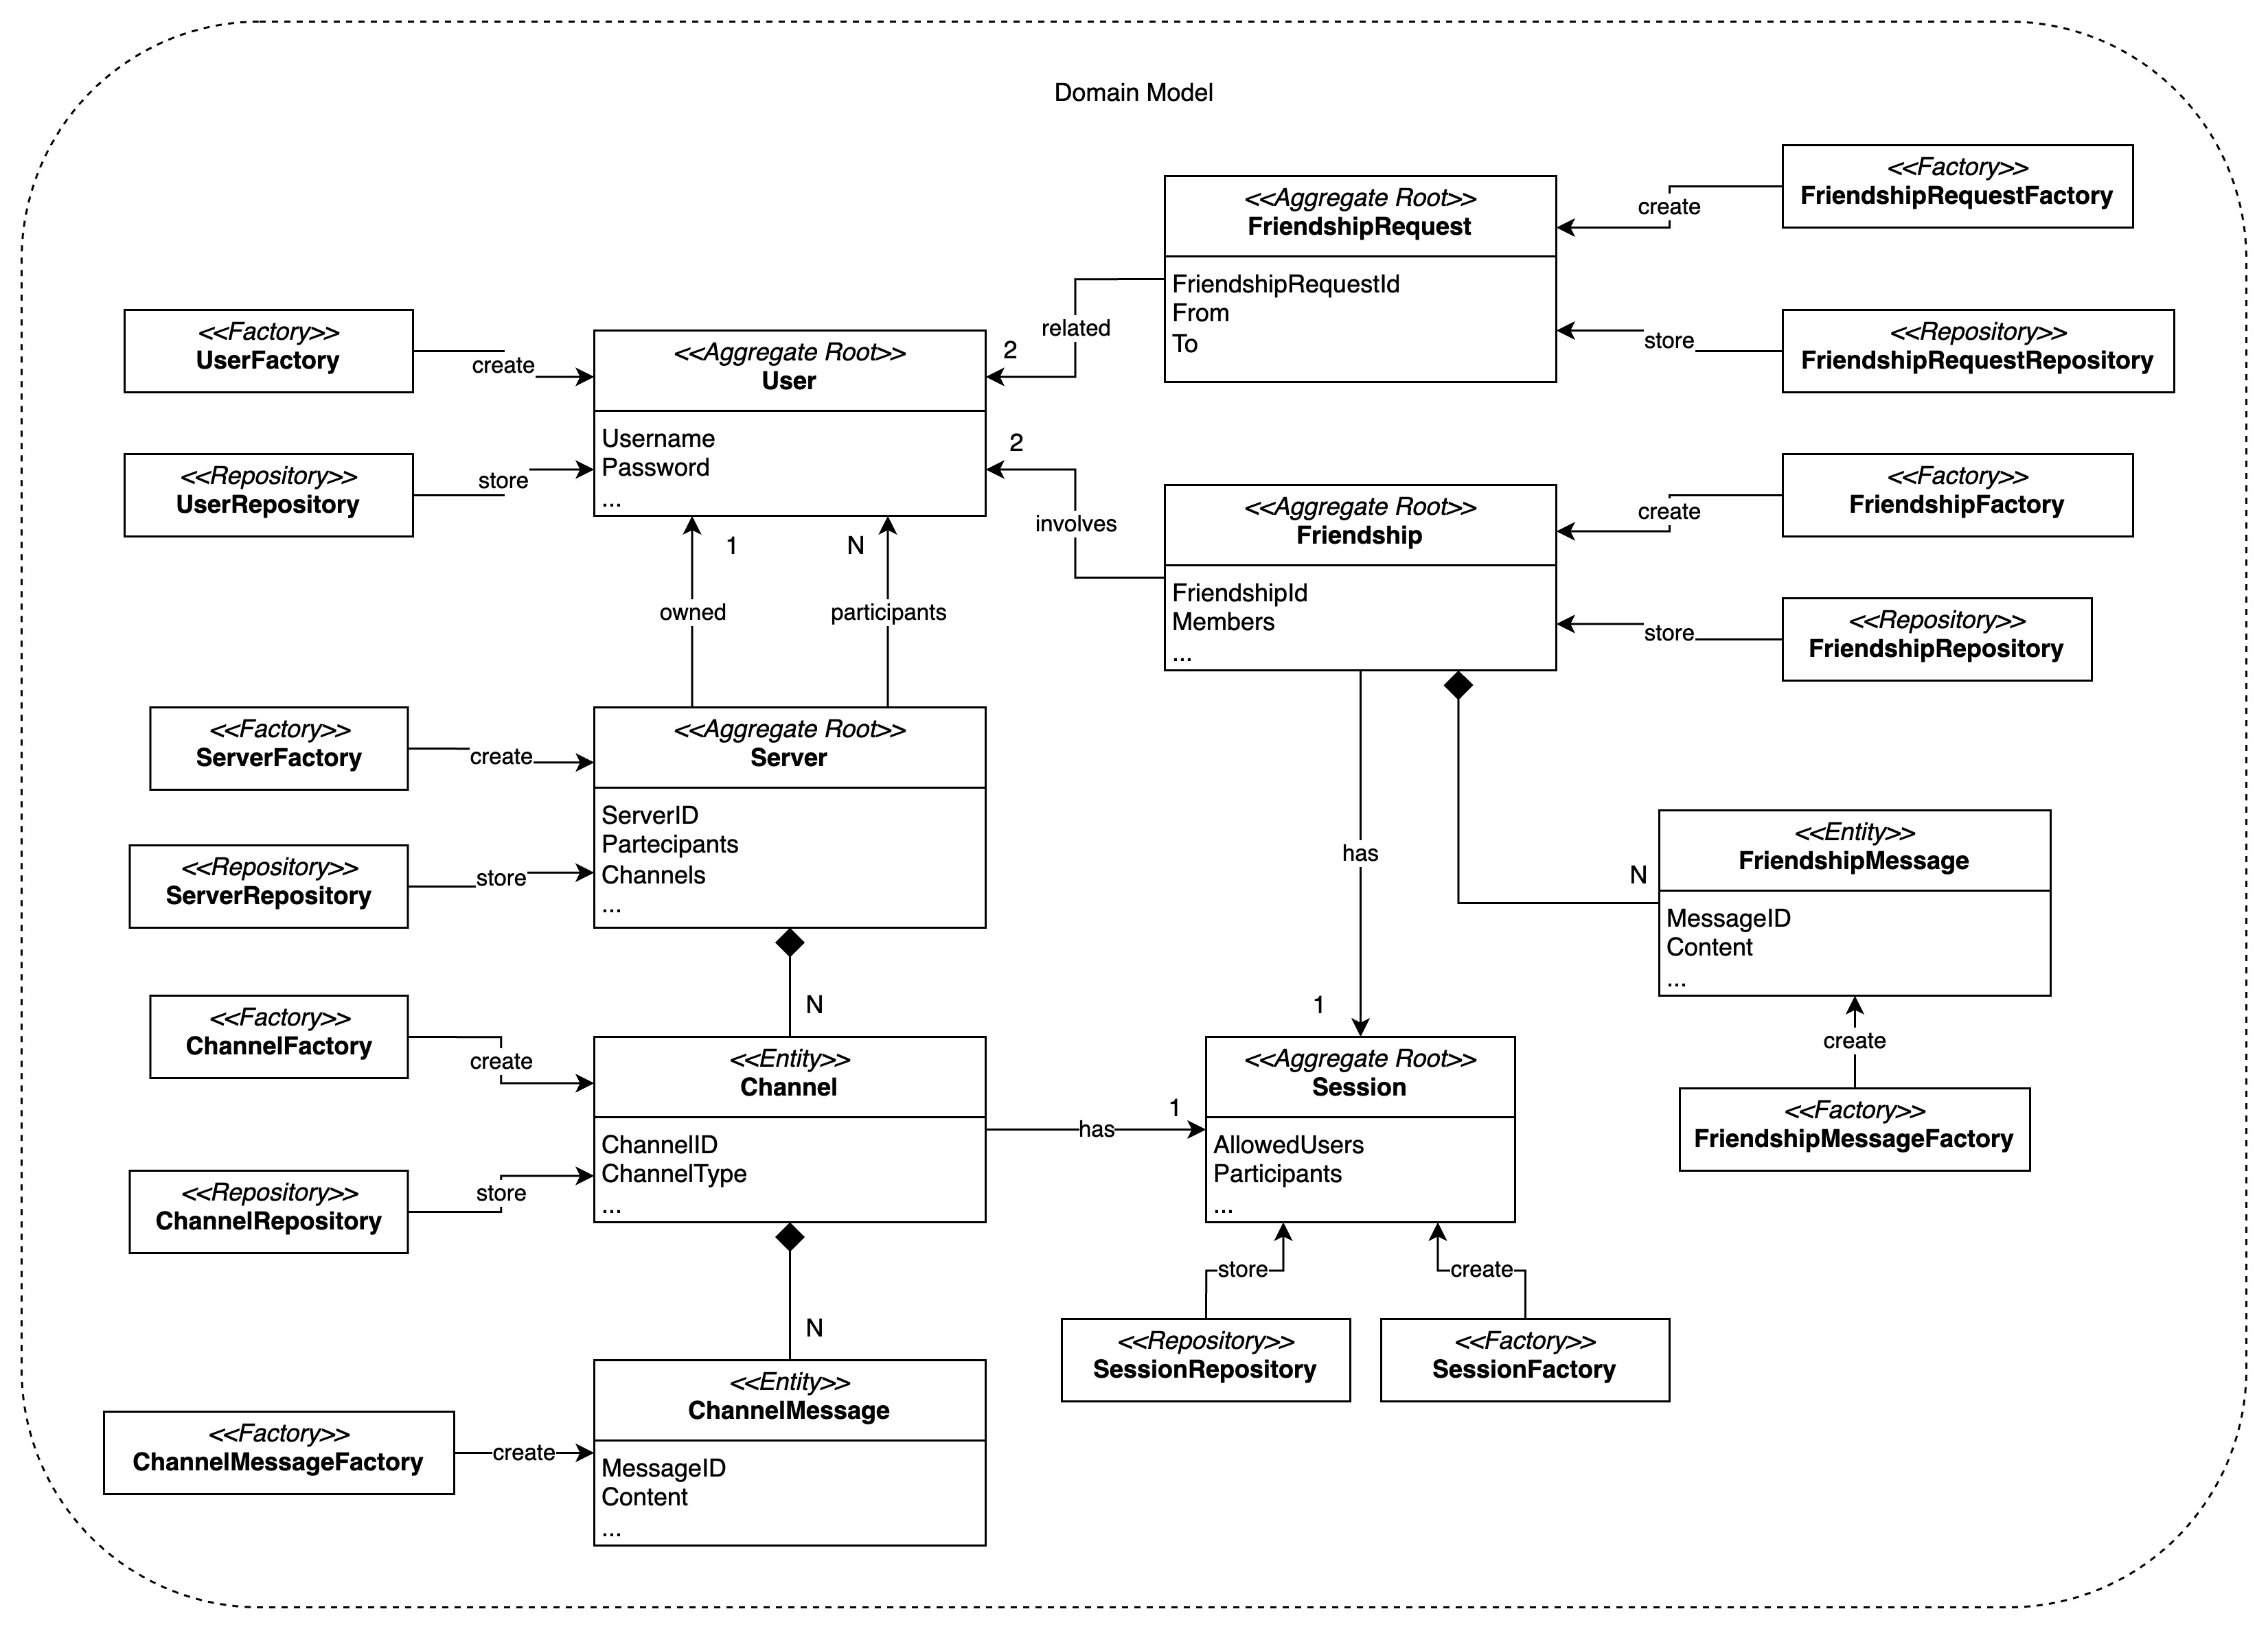 Domain Model
<<Factory>>
FriendshipRequestFactory
<<Aggregate Root>>
FriendshipRequest
create
FriendshipRequestId
From
To
<<Repository>>
FriendshipRequestRepository
store
related
2
<<Factory>>
UserFactory
create
<<Aggregate Root>>
User
Username
Password
...
<<Repository>>
UserRepository
store
2
involves
<<Aggregate Root>>
Friendship
FriendshipId
Members
...
<<Factory>>
FriendshipFactory
create
<<Repository>>
FriendshipRepository
store
1
N
owned
participants
<<Factory>>
ServerFactory
create
<<Aggregate Root>>
Server
ServerID
Partecipants
Channels
...
<<Repository>>
ServerRepository
store
has
1
N
<<Entity>>
FriendshipMessage
MessageID
Content
...
create
<<Factory>>
FriendshipMessageFactory
N
<<Factory>>
ChannelFactory
create
<<Entity>>
Channel
ChannelID
ChannelType
...
<<Repository>>
ChannelRepository
store
has
1
<<Aggregate Root>>
Session
AllowedUsers
Participants
...
store
create
<<Repository>>
SessionRepository
<<Factory>>
SessionFactory
N
<<Entity>>
ChannelMessage
MessageID
Content
...
<<Factory>>
ChannelMessageFactory
create